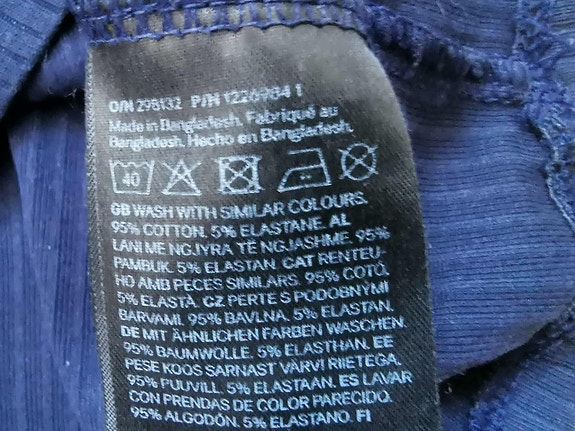 O/N 298132 P/N 1226984 1
Made in Bangladesh. Fabriqué au
Bangladesh. Hecho en Bangladesh.
40
GB WASH WITH SIMILAR COLOURS.
95% COTTON. 5% ELASTANE. AL
LANI ME NGJYRA TË NGJASHME. 95%
PAMBUK. 5% ELASTAN. CAT RENTEU-
HO AMB PECES SIMILARS. 95% COTÓ.
5% ELASTÀ. CZ PERTE S PODOBNÝMI
BARVAMI. 95% BAVLNA. 5% ELASTAN.
DE MIT ÄHNLICHEN FARBEN WASCHEN.
95% BAUMWOLLE. 5% ELASTHAN. EE
PESE KOOS SARNAST VÄRVI RIIETEGA.
95% PUUVILL. 5% ELASTAAN. ES LAVAR
CON PRENDAS DE COLOR PARECIDO.
95% ALGODÓN. 5% ELASTANO. FI